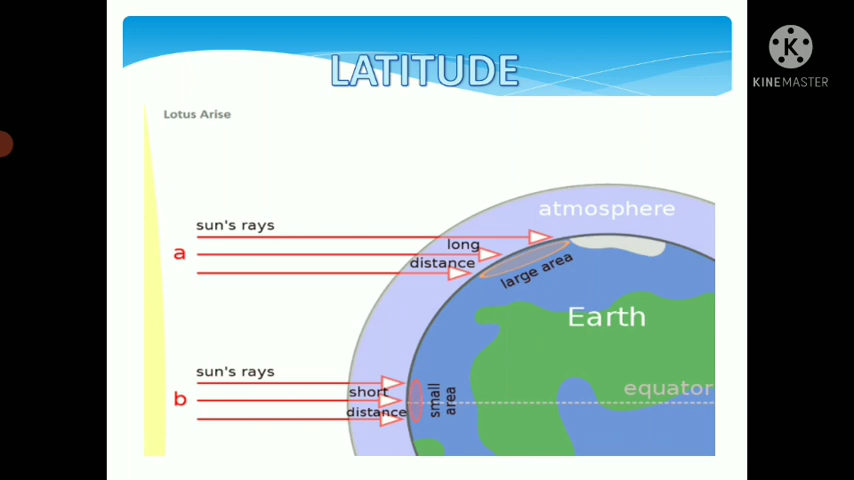 LATITUDE
K
KINEMASTER
Lotus Arise
atmosphere
sun's rays
a
long
distance
large area
Earth
sun's rays
b
short
distance
small
area
equator